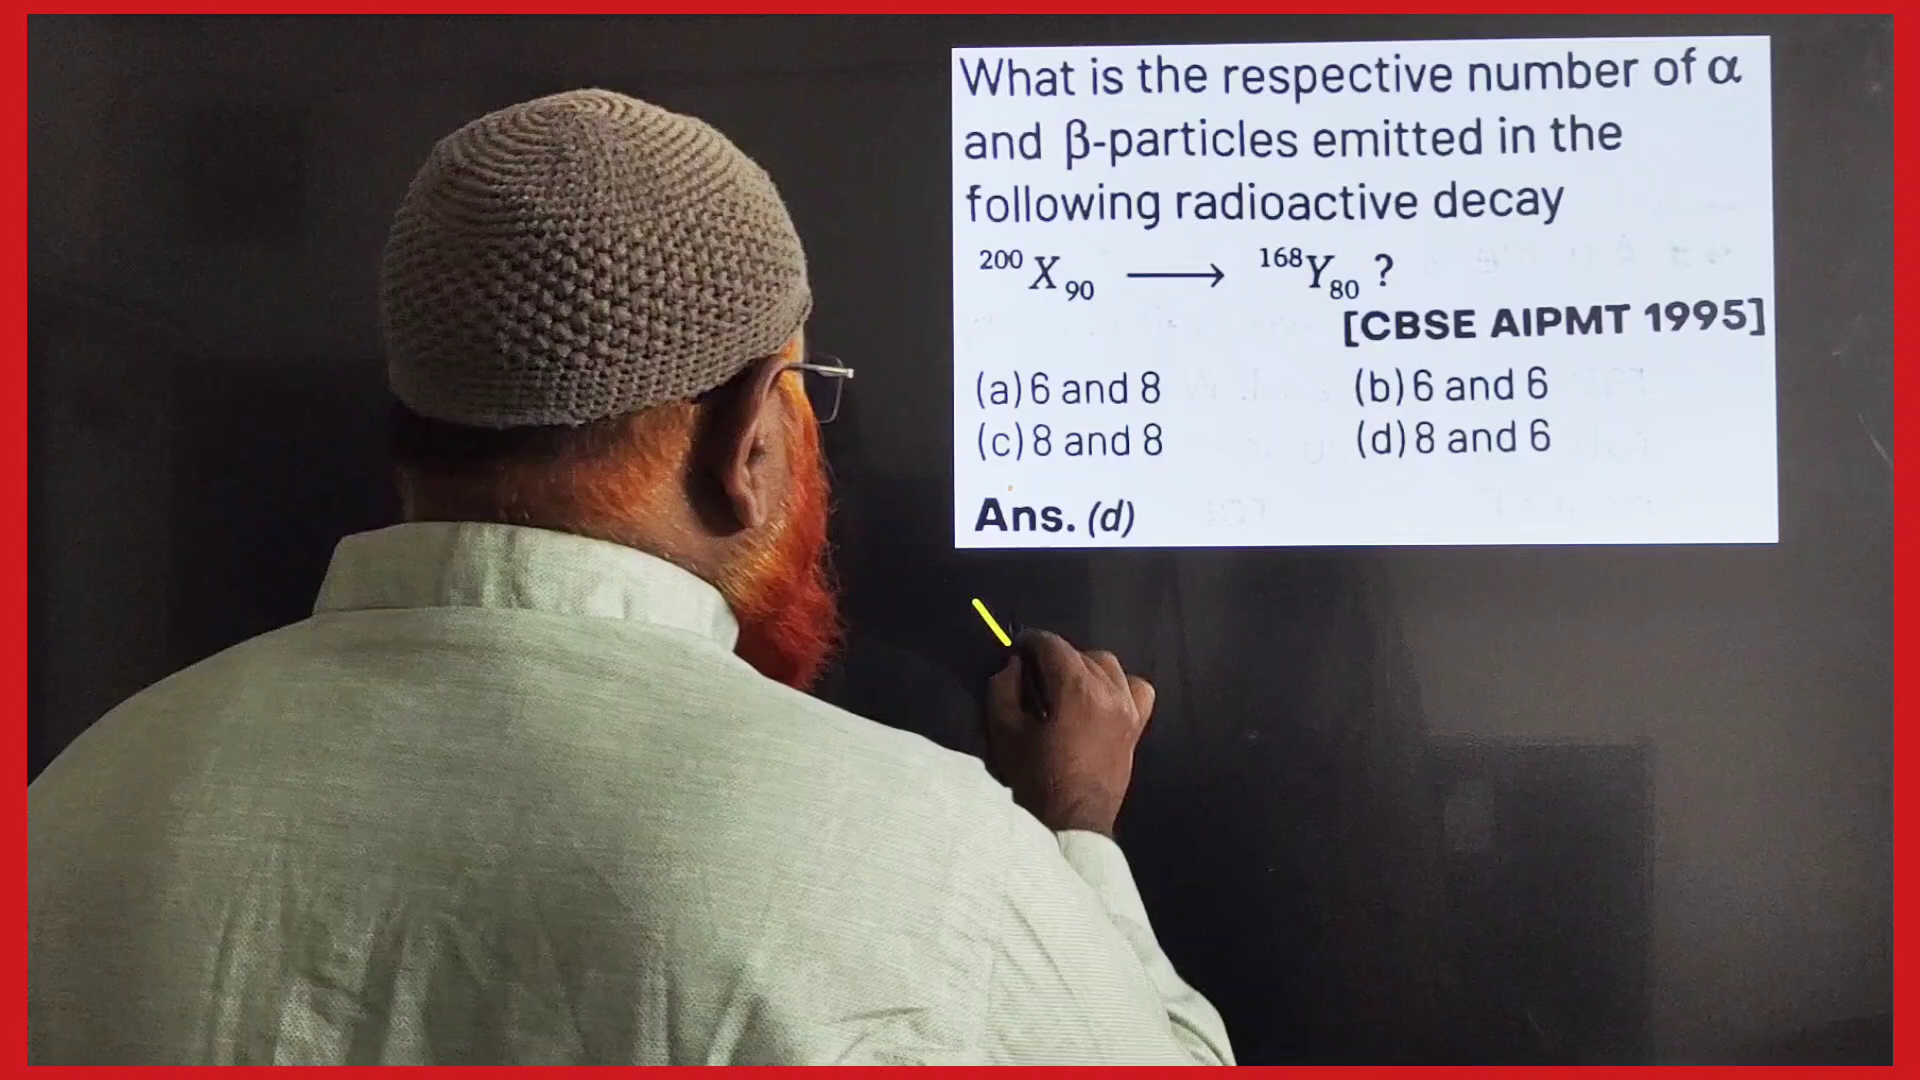 What is the respective number of α
and β-particles emitted in the
following radioactive decay
²⁰⁰X₉₀ ⟶ ¹⁶⁸Y₈₀ ?
[CBSE AIPMT 1995]
(a) 6 and 8 (b) 6 and 6
(c) 8 and 8 (d) 8 and 6
Ans. (d)